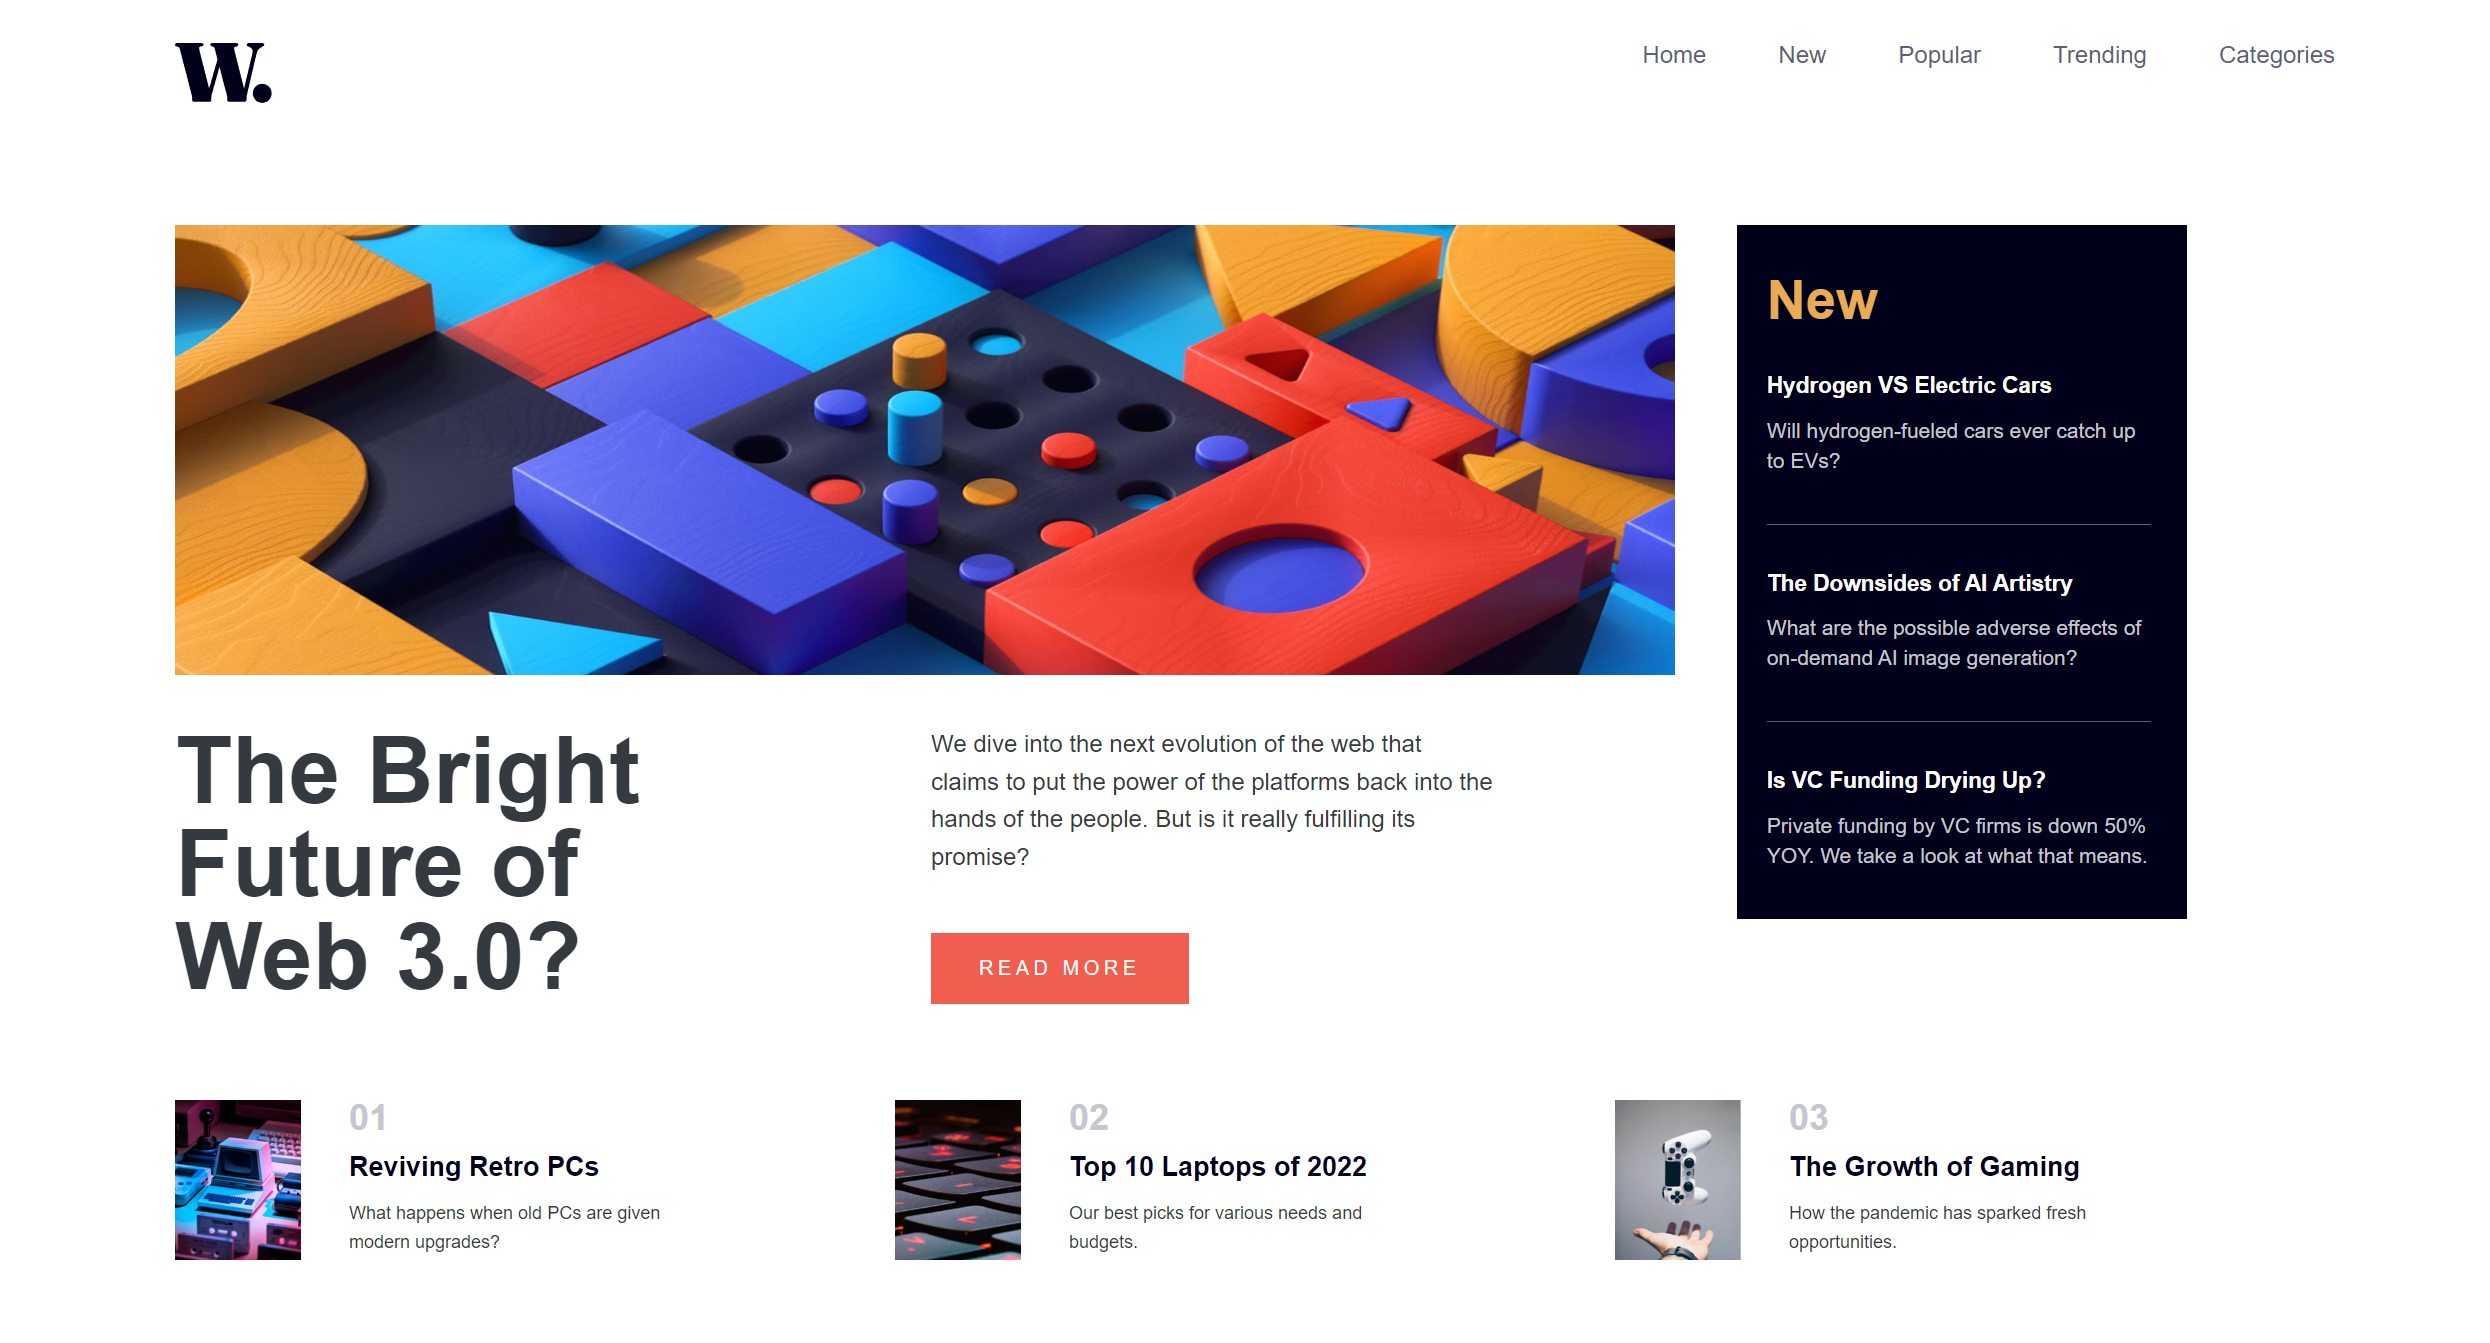 W.
Home
New
Popular
Trending
Categories
The Bright
Future of
Web 3.0?
We dive into the next evolution of the web that
claims to put the power of the platforms back into the
hands of the people. But is it really fulfilling its
promise?
READ MORE
New
Hydrogen VS Electric Cars
Will hydrogen-fueled cars ever catch up
to EVs?
The Downsides of AI Artistry
What are the possible adverse effects of
on-demand AI image generation?
Is VC Funding Drying Up?
Private funding by VC firms is down 50%
YOY. We take a look at what that means.
01
Reviving Retro PCs
What happens when old PCs are given
modern upgrades?
02
Top 10 Laptops of 2022
Our best picks for various needs and
budgets.
03
The Growth of Gaming
How the pandemic has sparked fresh
opportunities.